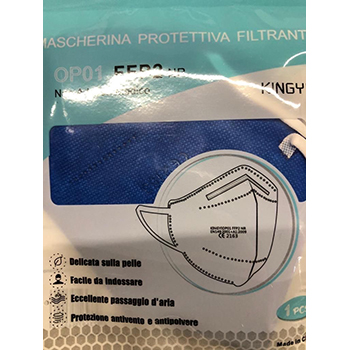 MASCHERINA PROTETTIVA FILTRANT
OP01 FFP2 NR
KINGY
CE 2163
Delicata sulla pelle
Facile da indossare
Eccellente passaggio d'aria
Protezione antivento e antipolvere
1 PC
Made in C